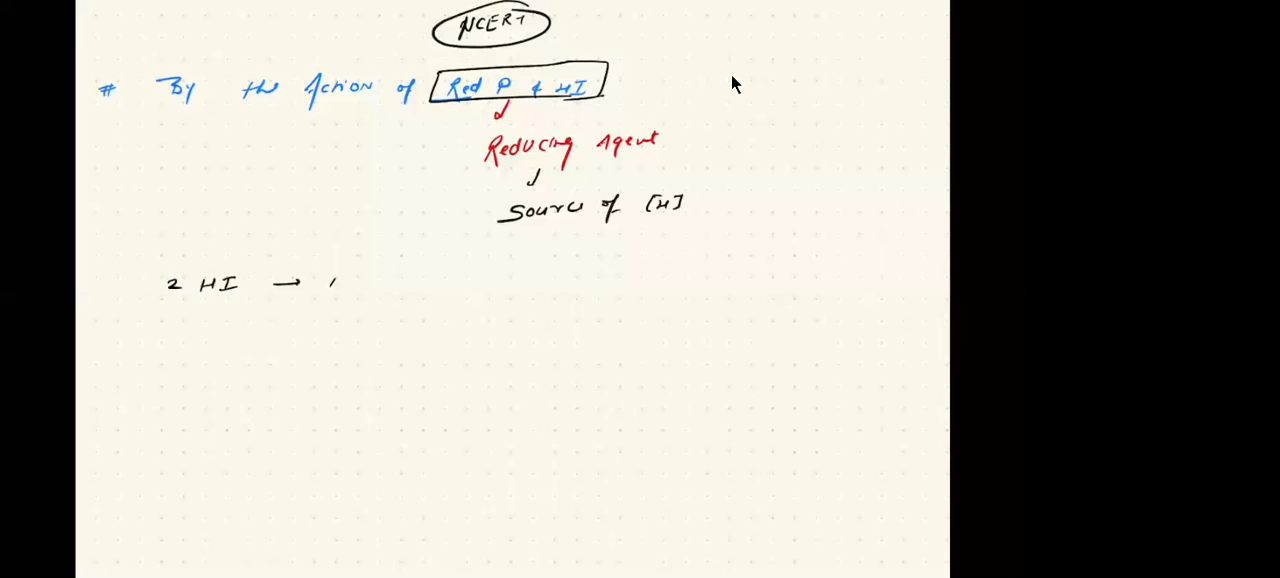 NCERT
# By the Action of Red P & HI
Reducing Agent
Source of [H]
2 HI →